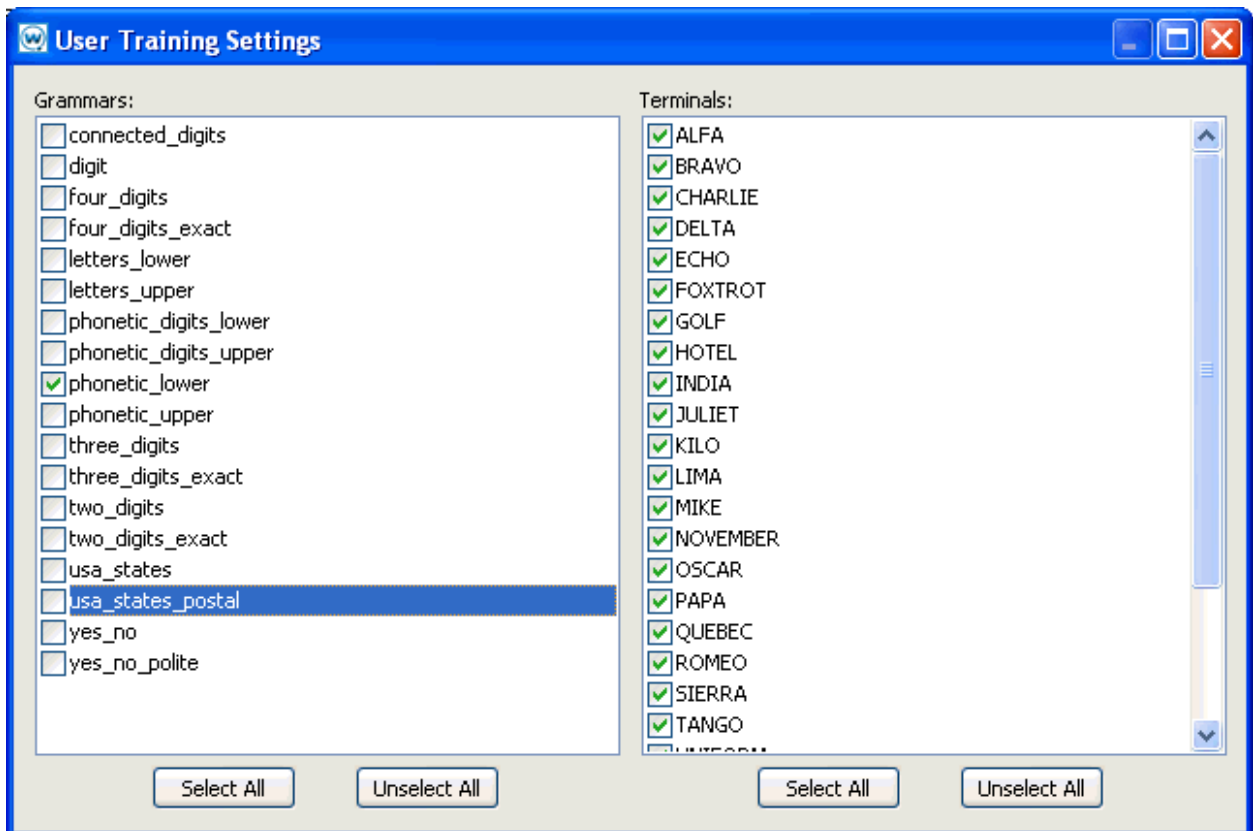 User Training Settings
Grammars:
connected_digits
digit
four_digits
four_digits_exact
letters_lower
letters_upper
phonetic_digits_lower
phonetic_digits_upper
phonetic_lower
phonetic_upper
three_digits
three_digits_exact
two_digits
two_digits_exact
usa_states
usa_states_postal
yes_no
yes_no_polite
Select All
Unselect All
Terminals:
ALFA
BRAVO
CHARLIE
DELTA
ECHO
FOXTROT
GOLF
HOTEL
INDIA
JULIET
KILO
LIMA
MIKE
NOVEMBER
OSCAR
PAPA
QUEBEC
ROMEO
SIERRA
TANGO
Select All
Unselect All